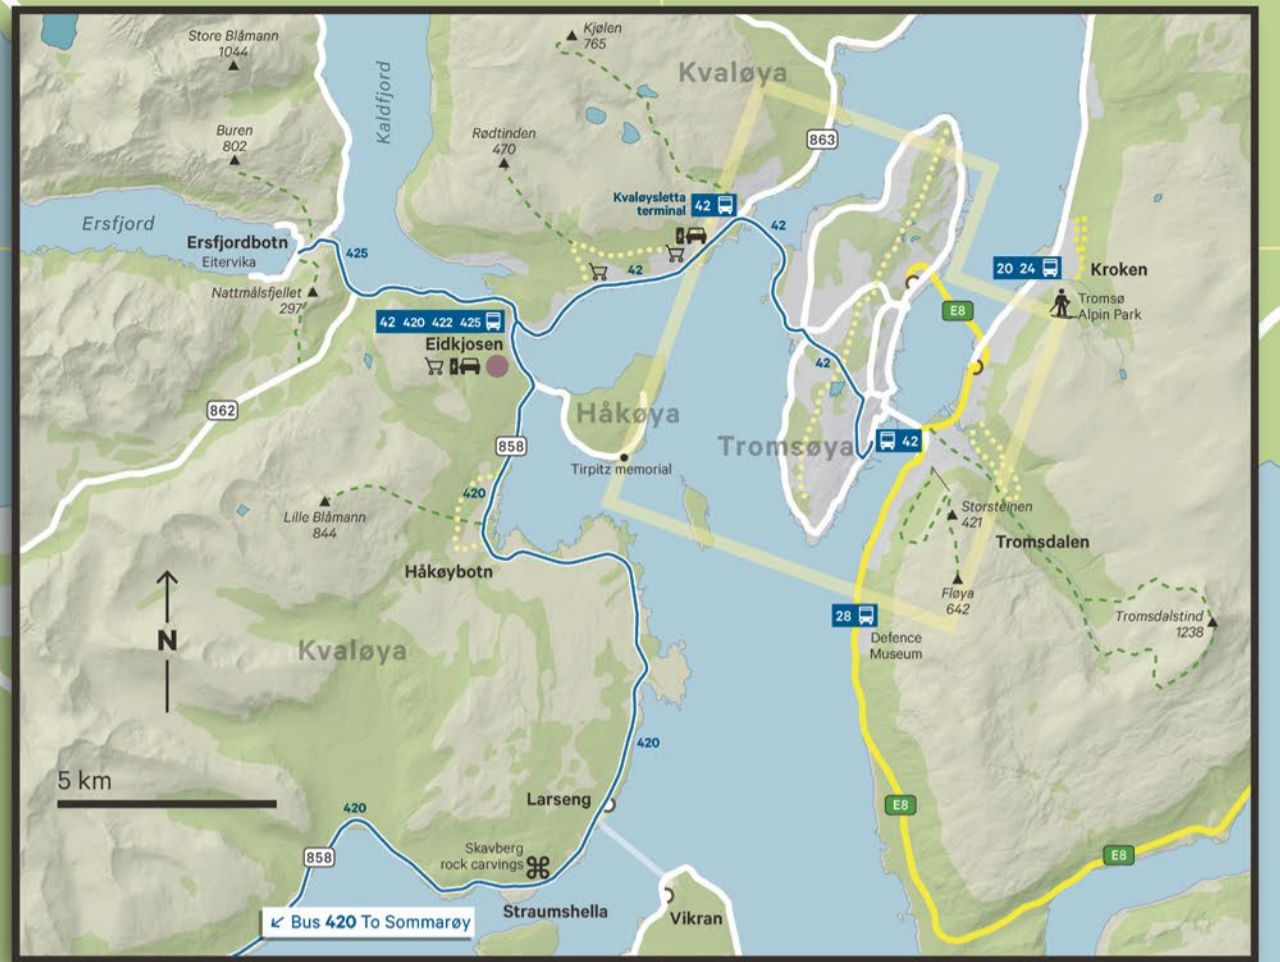 Store Blåmann
1044
Kjølen
765
Kaldfjord
Kvaløya
Buren
802
Rødtinden
470
863
Kvaløysletta
terminal
42
42
Ersfjord
Ersfjordbotn
Eitervika
425
42
20 24
Kroken
Nattmålsfjellet
297
Tromsø
Alpin Park
E8
42 420 422 425
Eidkjosen
42
862
Håkøya
858
Tromsøya
42
Tirpitz memorial
420
Lille Blåmann
844
Storsteinen
421
Tromsdalen
Håkøybotn
Fløya
642
28
Tromsdalstind
1238
N
Defence
Museum
Kvaløya
420
5 km
Larseng
E8
420
Skavberg
rock carvings
858
E8
Straumshella
Vikran
↙ Bus 420 To Sommarøy